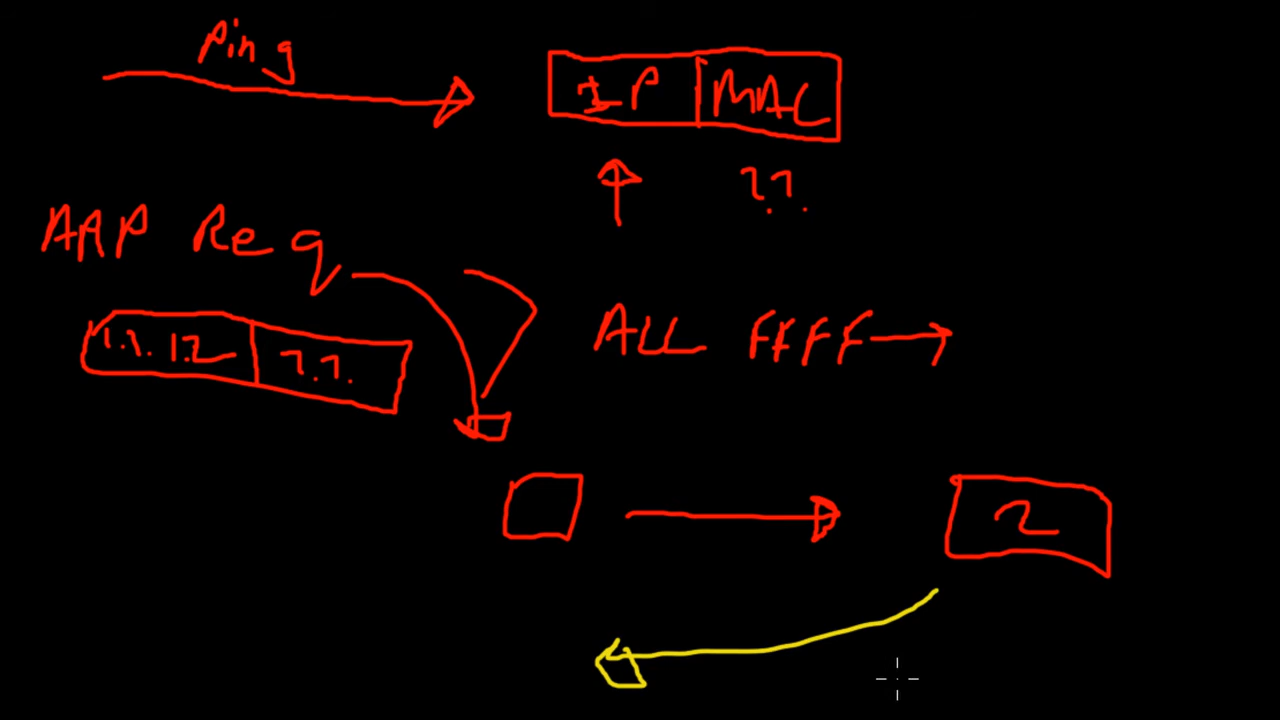 Ping
IP MAC
??
ARP Req
1.1.1.2 ??
ALL FFFF
2